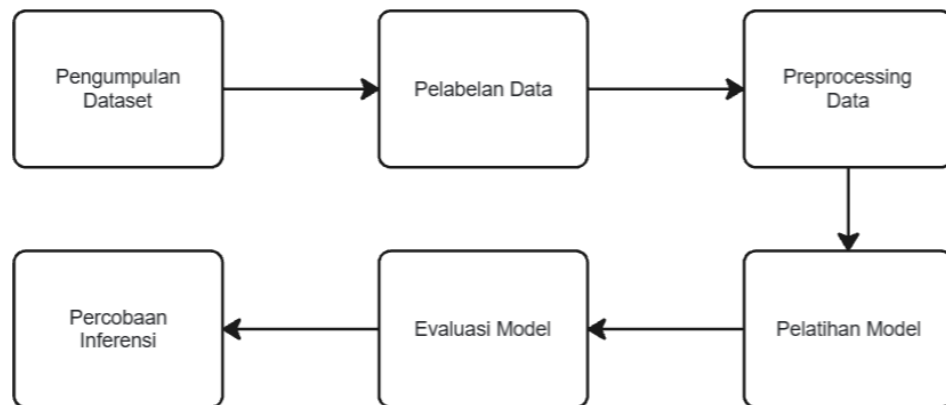 Pengumpulan
Dataset
Pelabelan Data
Preprocessing
Data
Pelatihan Model
Evaluasi Model
Percobaan
Inferensi